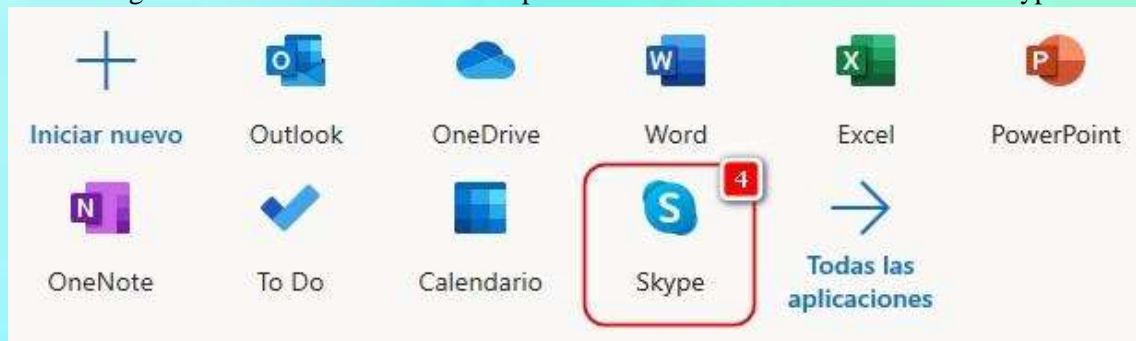 O W X P
Iniciar nuevo Outlook OneDrive Word Excel PowerPoint
4
N S
Todas las
OneNote To Do Calendario Skype aplicaciones